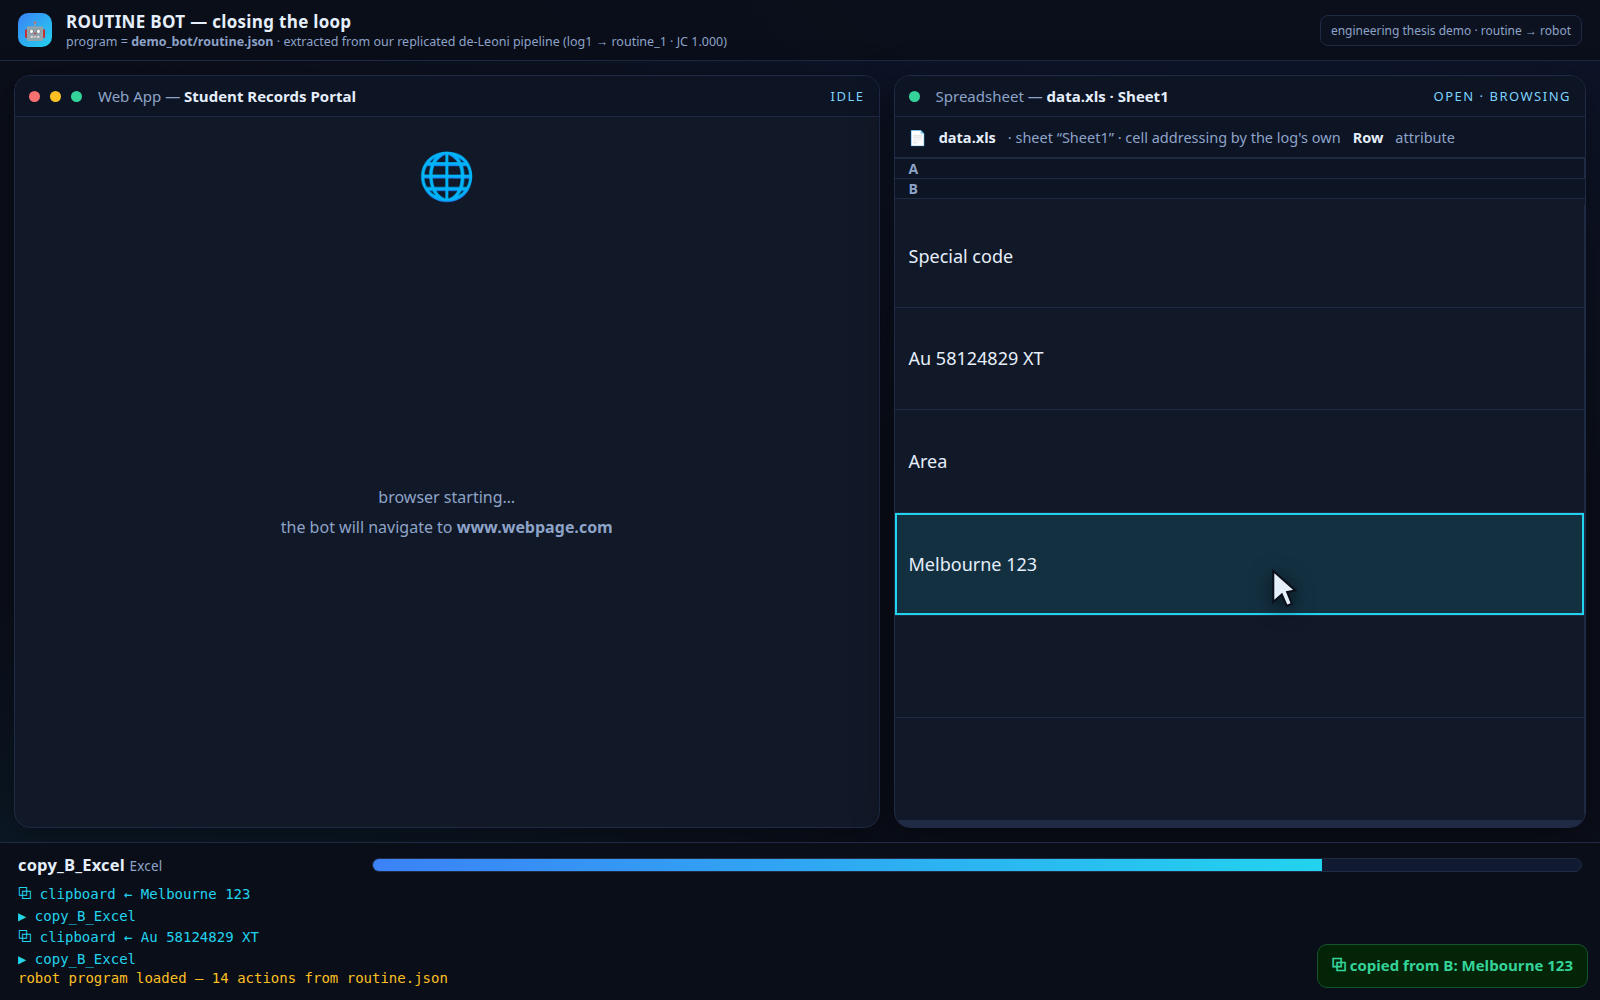 ROUTINE BOT — closing the loop
program = demo_bot/routine.json · extracted from our replicated de-Leoni pipeline (log1 → routine_1 · JC 1.000)
engineering thesis demo · routine → robot
Web App — Student Records Portal
IDLE
browser starting...
the bot will navigate to www.webpage.com
Spreadsheet — data.xls · Sheet1
OPEN · BROWSING
data.xls · sheet “Sheet1” · cell addressing by the log's own Row attribute
A
B
Special code
Au 58124829 XT
Area
Melbourne 123
copy_B_Excel Excel
clipboard ← Melbourne 123
▶ copy_B_Excel
clipboard ← Au 58124829 XT
▶ copy_B_Excel
robot program loaded — 14 actions from routine.json
copied from B: Melbourne 123